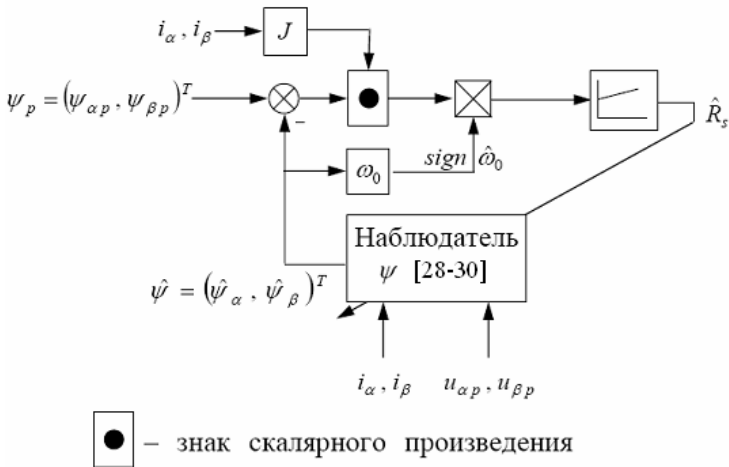 i_α, i_β
J
ψ_p = (ψ_αp, ψ_βp)^T
−
R̂_s
ω_0
sign ω̂_0
Наблюдатель
ψ [28-30]
ψ̂ = (ψ̂_α, ψ̂_β)^T
i_α, i_β
u_αp, u_βp
– знак скалярного произведения